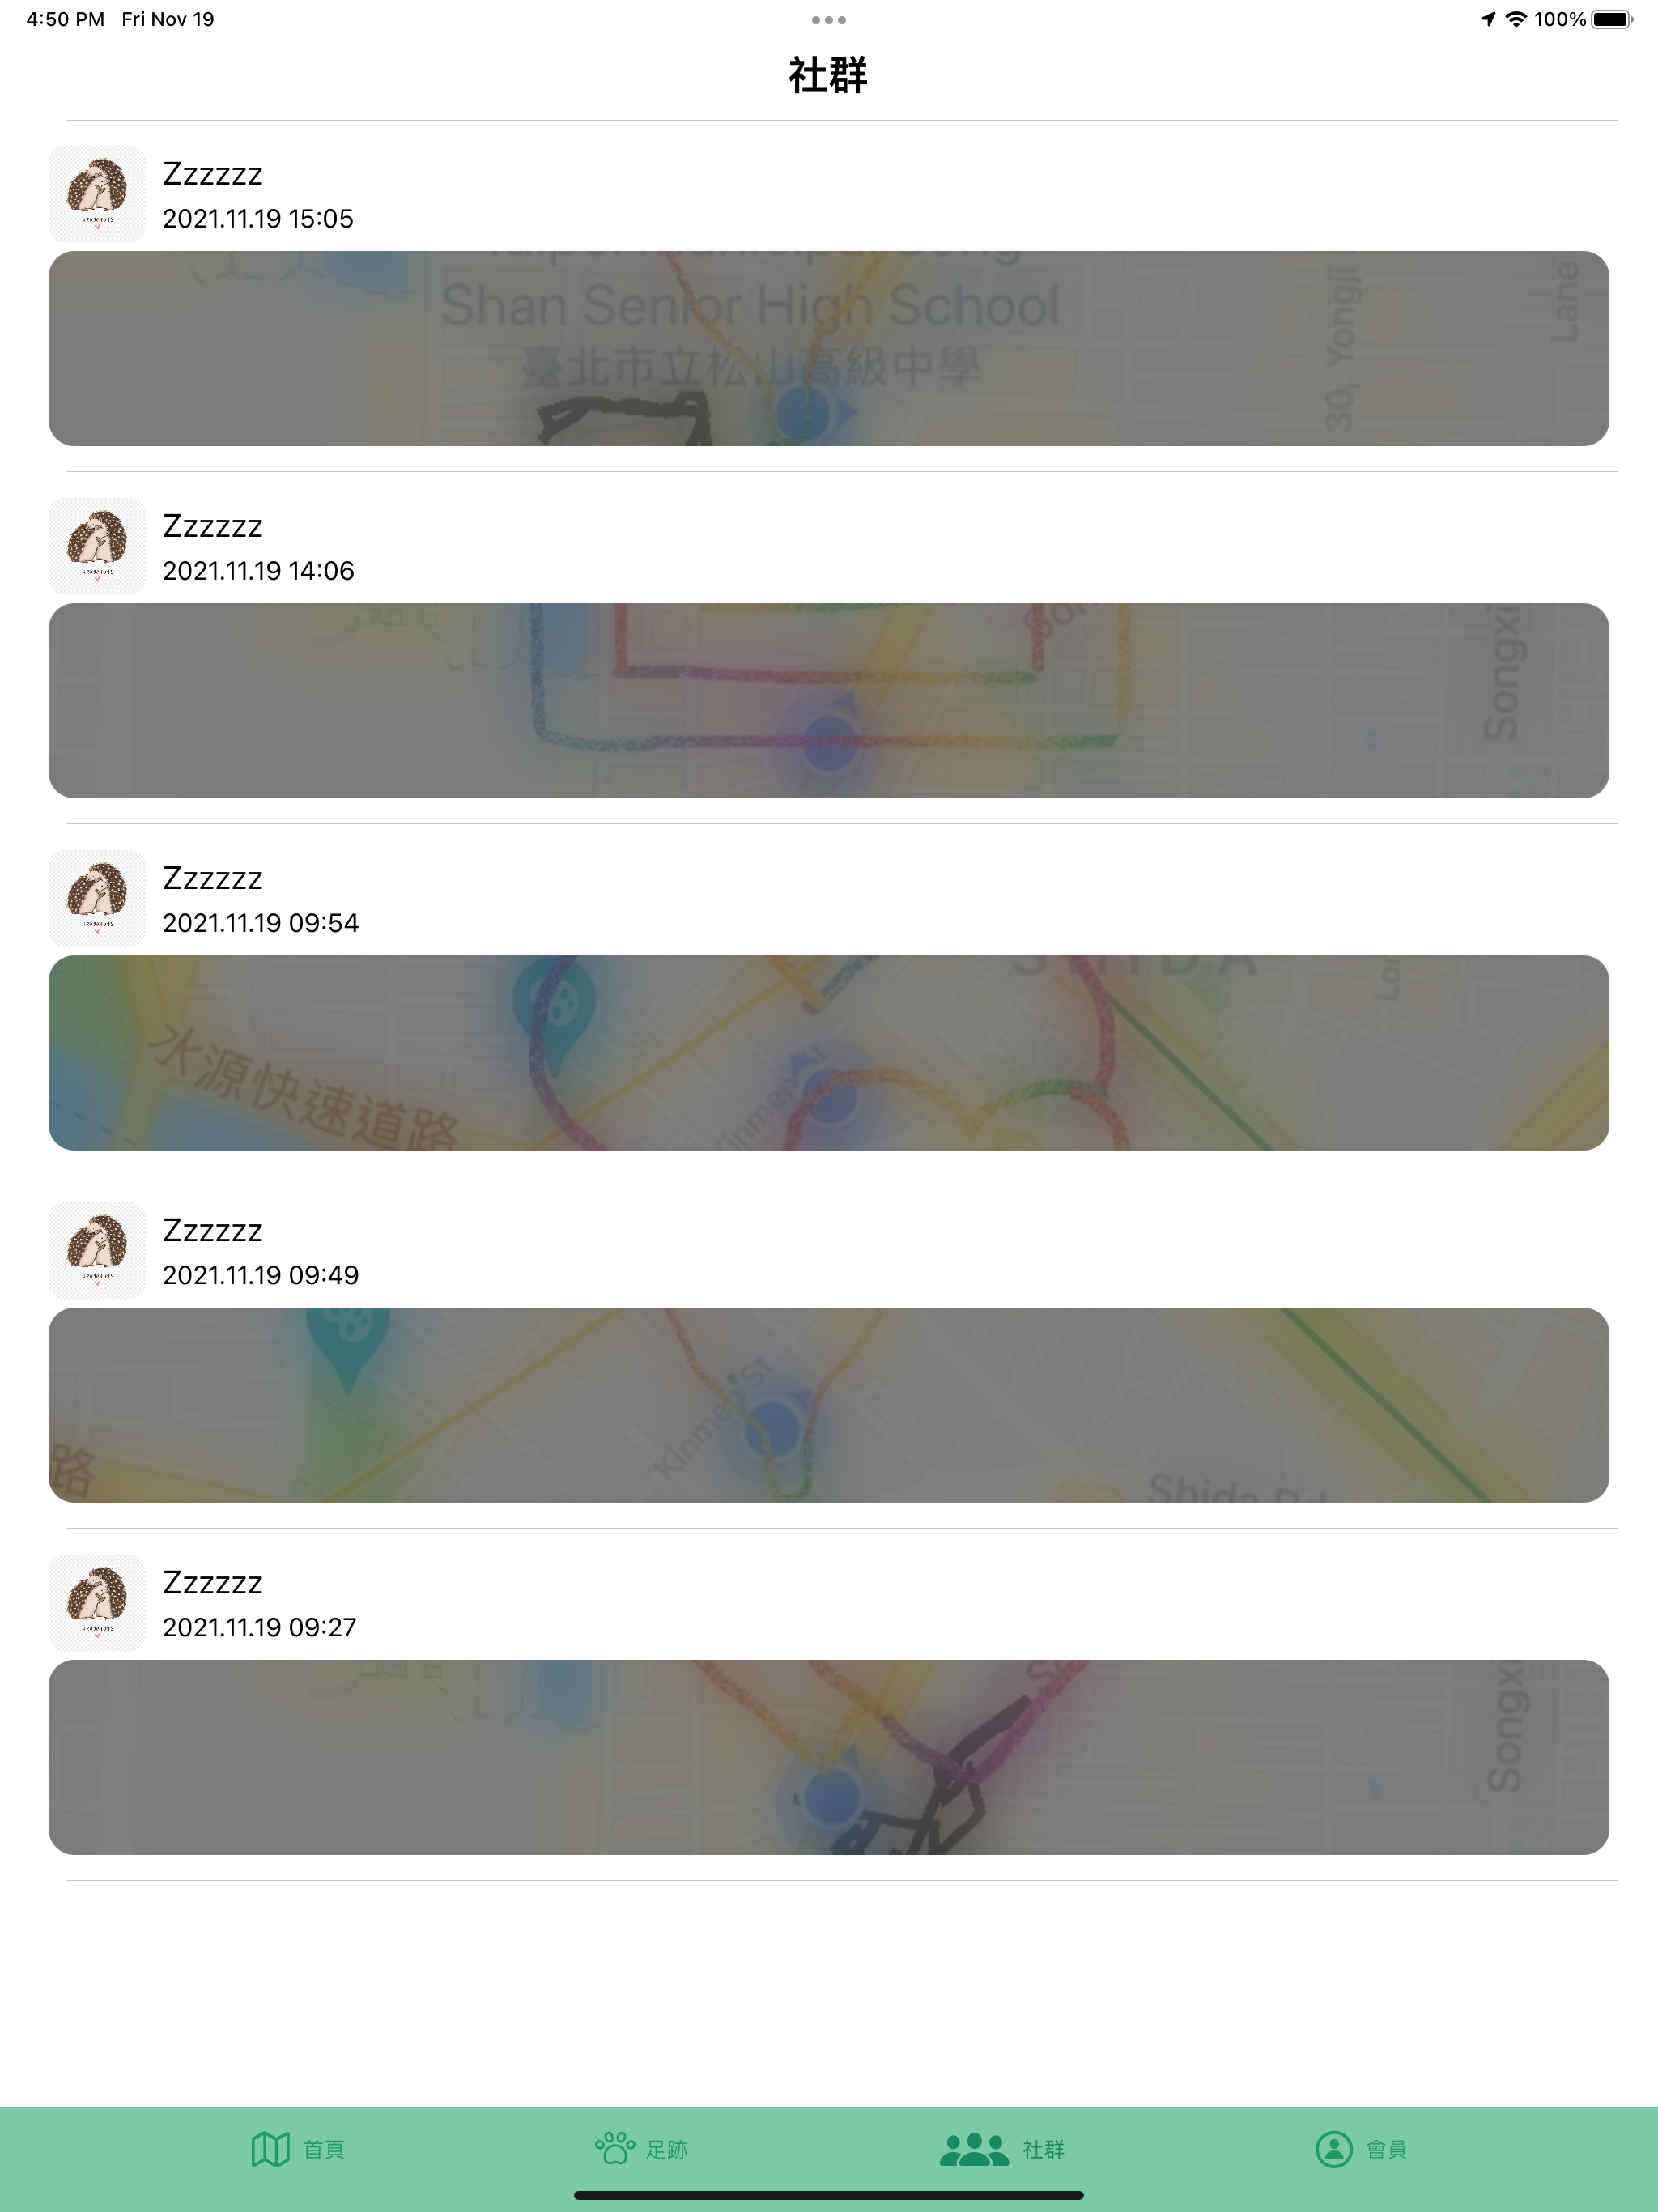 4:50 PM Fri Nov 19
100%
社群
Zzzzzz
2021.11.19 15:05
Shan Senior High School
臺北市立松山高級中學
30, Yongji
Lane
Zzzzzz
2021.11.19 14:06
Songxi
Zzzzzz
2021.11.19 09:54
SHIDA
水源快速道路
Zzzzzz
2021.11.19 09:49
路
Shida Rd
Zzzzzz
2021.11.19 09:27
Songxi
首頁
足跡
社群
會員